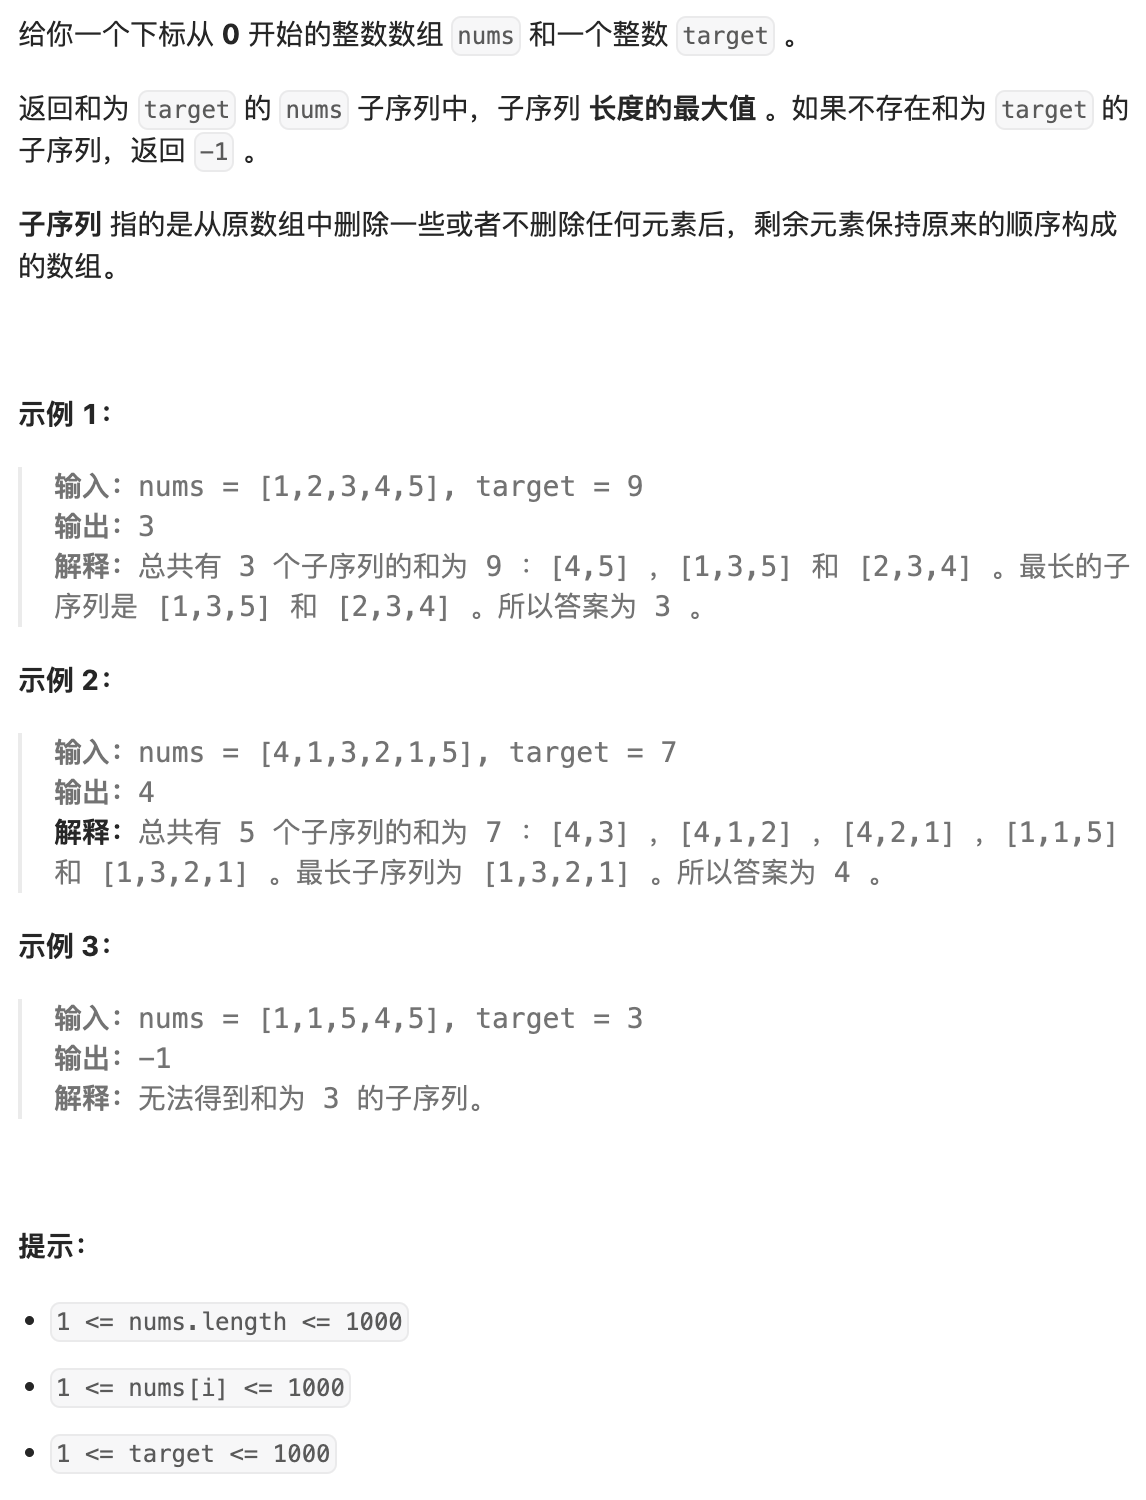 给你一个下标从 0 开始的整数数组 nums 和一个整数 target 。
返回和为 target 的 nums 子序列中，子序列 长度的最大值 。如果不存在和为 target 的
子序列，返回 -1 。
子序列 指的是从原数组中删除一些或者不删除任何元素后，剩余元素保持原来的顺序构成
的数组。
示例 1：
输入：nums = [1,2,3,4,5], target = 9
输出：3
解释：总共有 3 个子序列的和为 9 ：[4,5] ，[1,3,5] 和 [2,3,4] 。最长的子
序列是 [1,3,5] 和 [2,3,4] 。所以答案为 3 。
示例 2：
输入：nums = [4,1,3,2,1,5], target = 7
输出：4
解释：总共有 5 个子序列的和为 7 ：[4,3] ，[4,1,2] ，[4,2,1] ，[1,1,5]
和 [1,3,2,1] 。最长子序列为 [1,3,2,1] 。所以答案为 4 。
示例 3：
输入：nums = [1,1,5,4,5], target = 3
输出：-1
解释：无法得到和为 3 的子序列。
提示：
• 1 <= nums.length <= 1000
• 1 <= nums[i] <= 1000
• 1 <= target <= 1000